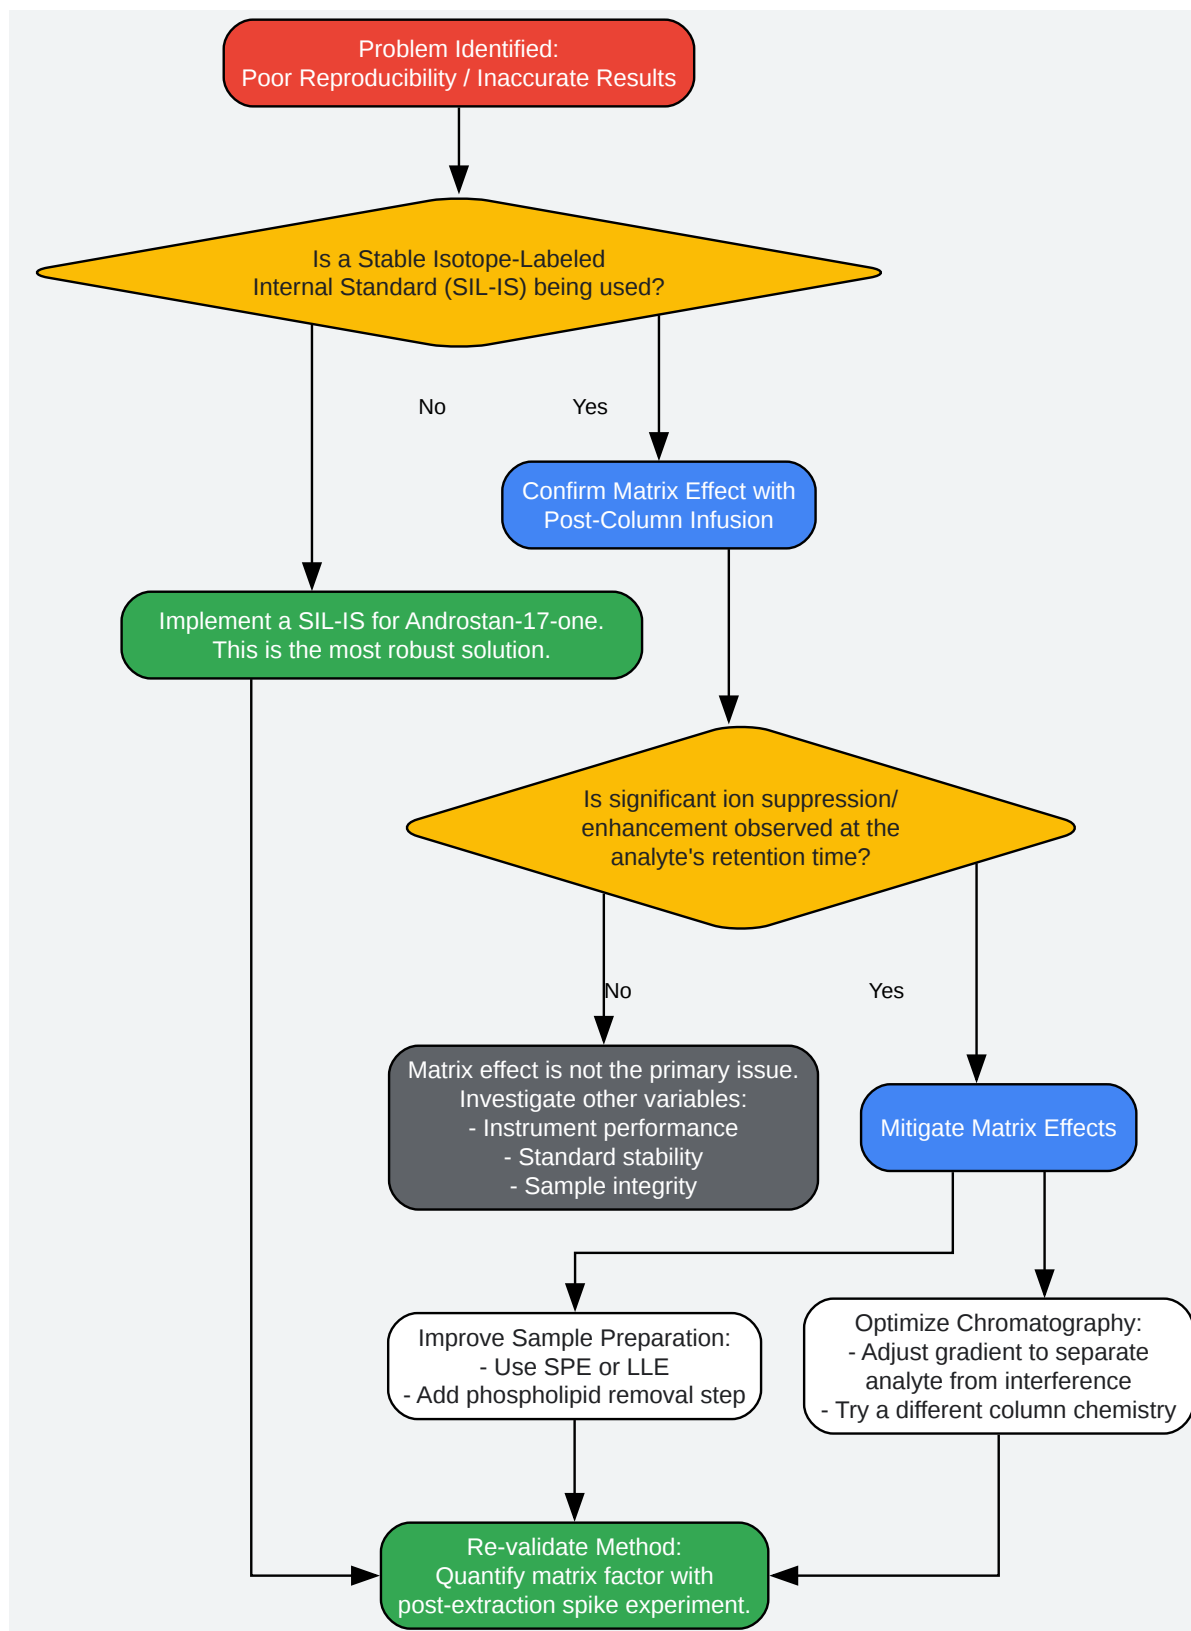 Problem Identified:
Poor Reproducibility / Inaccurate Results
Is a Stable Isotope-Labeled
Internal Standard (SIL-IS) being used?
No
Yes
Confirm Matrix Effect with
Post-Column Infusion
Implement a SIL-IS for Androstan-17-one.
This is the most robust solution.
Is significant ion suppression/
enhancement observed at the
analyte's retention time?
No
Yes
Matrix effect is not the primary issue.
Investigate other variables:
- Instrument performance
- Standard stability
- Sample integrity
Mitigate Matrix Effects
Improve Sample Preparation:
- Use SPE or LLE
- Add phospholipid removal step
Optimize Chromatography:
- Adjust gradient to separate
analyte from interference
- Try a different column chemistry
Re-validate Method:
Quantify matrix factor with
post-extraction spike experiment.